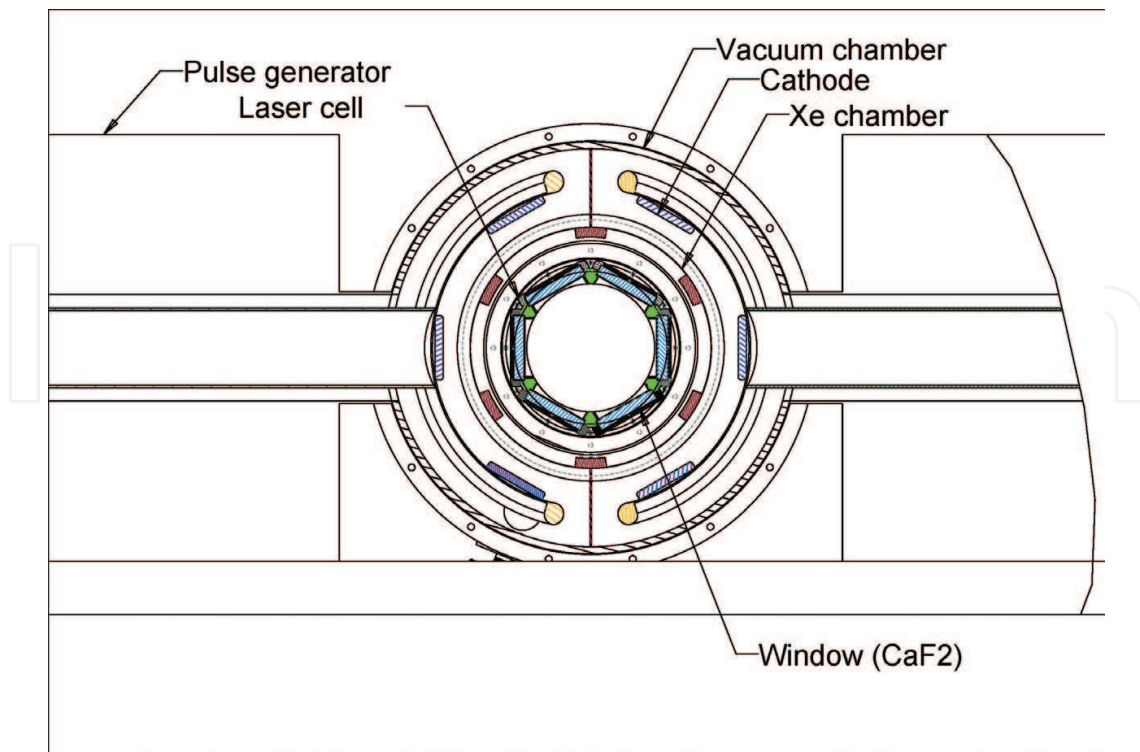 Vacuum chamber
Pulse generator
Cathode
Laser cell
Xe chamber
Window (CaF2)